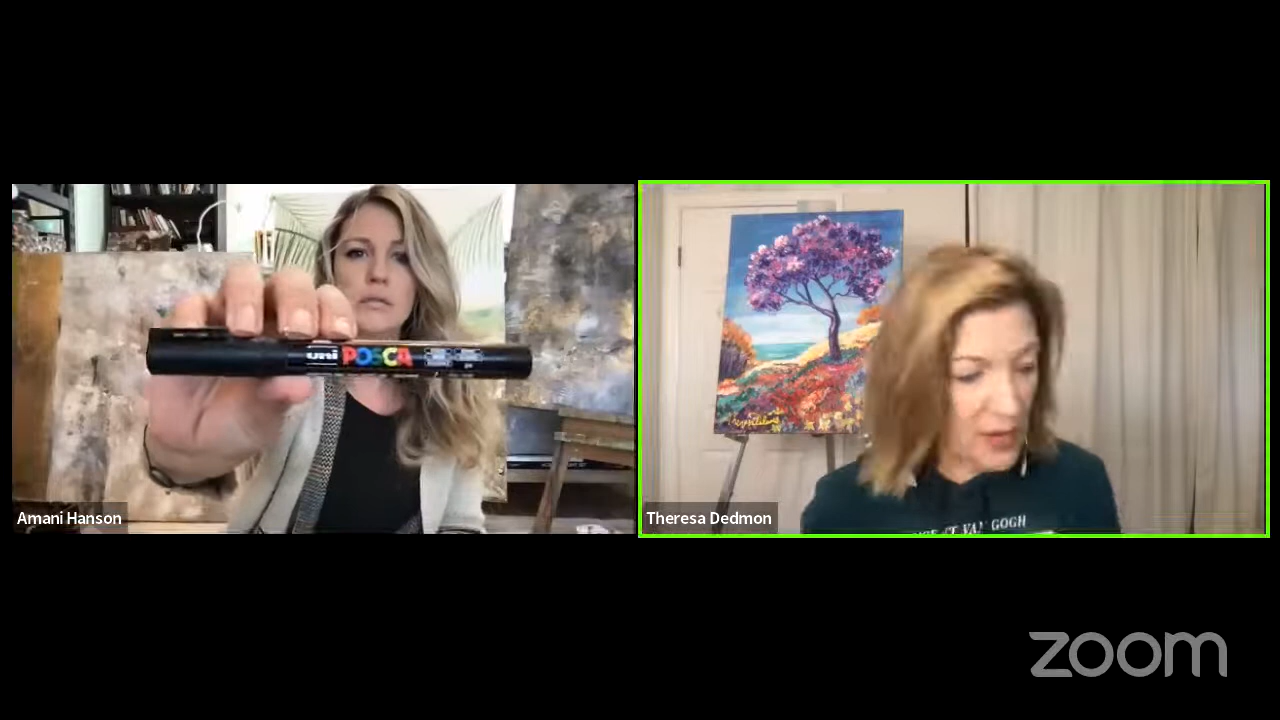 uni POSCA
Amani Hanson
Theresa Dedmon
VAN GOGH
zoom